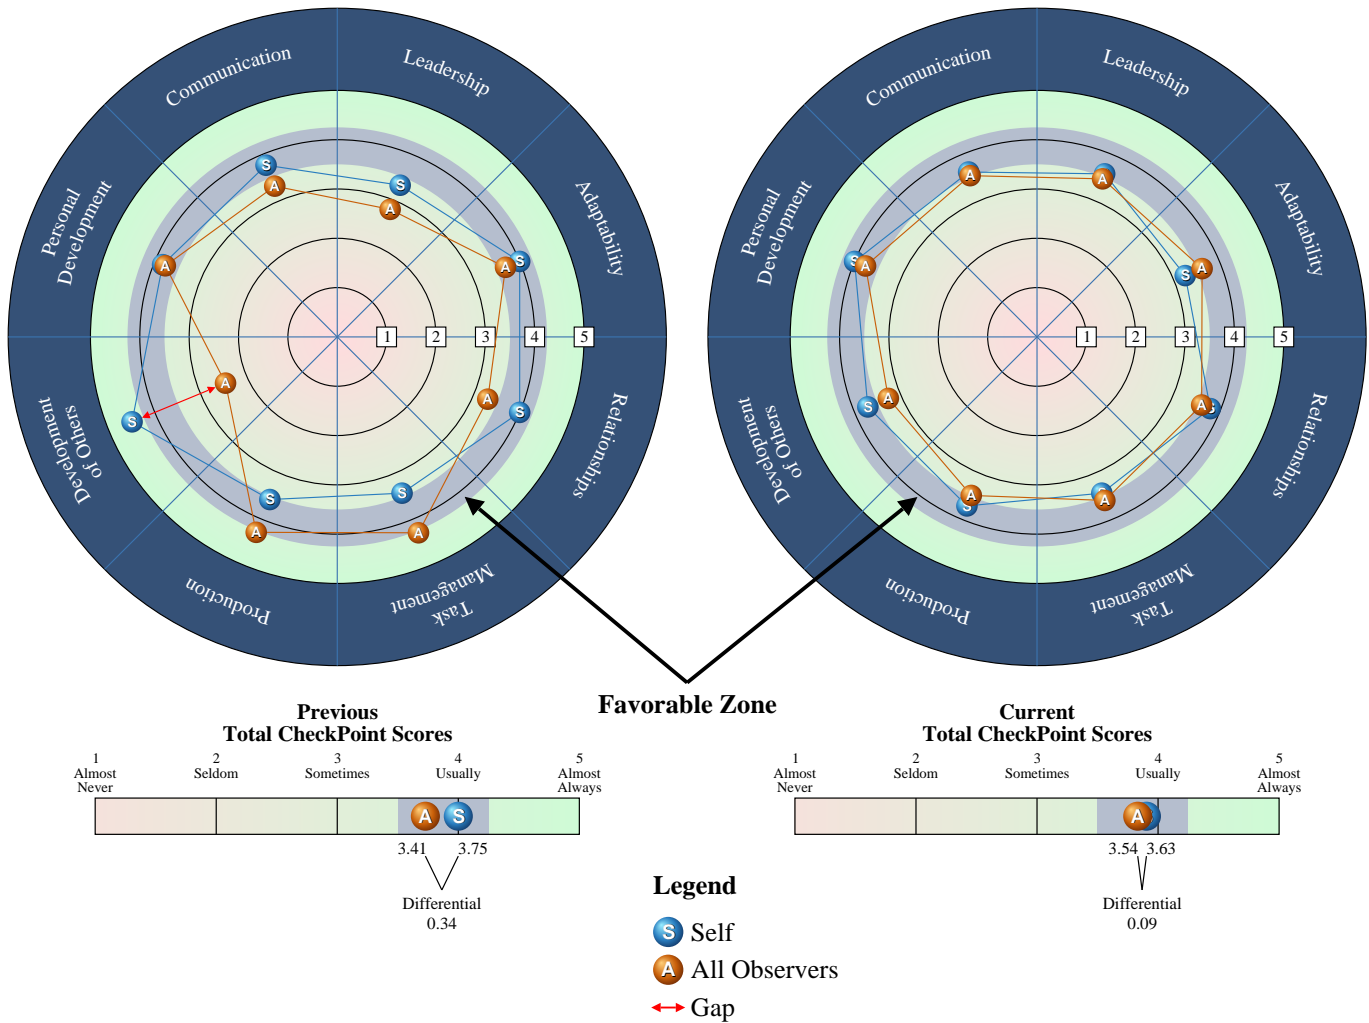 Communication
Leadership
Adaptability
Relationships
Task
Management
Production
Development
of Others
Personal
Development
S
S
A
A
A
S
A
A
S
A
S
S
S
A
A
1
2
3
4
5
Communication
Leadership
Adaptability
Relationships
Task
Management
Production
Development
of Others
Personal
Development
A
A
S
A
A
S
A
S
S
A
A
S
A
S
A
1
2
3
4
5
Favorable Zone
Previous
Total CheckPoint Scores
1
Almost
Never
2
Seldom
3
Sometimes
4
Usually
5
Almost
Always
A
S
3.41
3.75
Differential
0.34
Current
Total CheckPoint Scores
1
Almost
Never
2
Seldom
3
Sometimes
4
Usually
5
Almost
Always
A
3.54
3.63
Differential
0.09
Legend
S Self
A All Observers
Gap